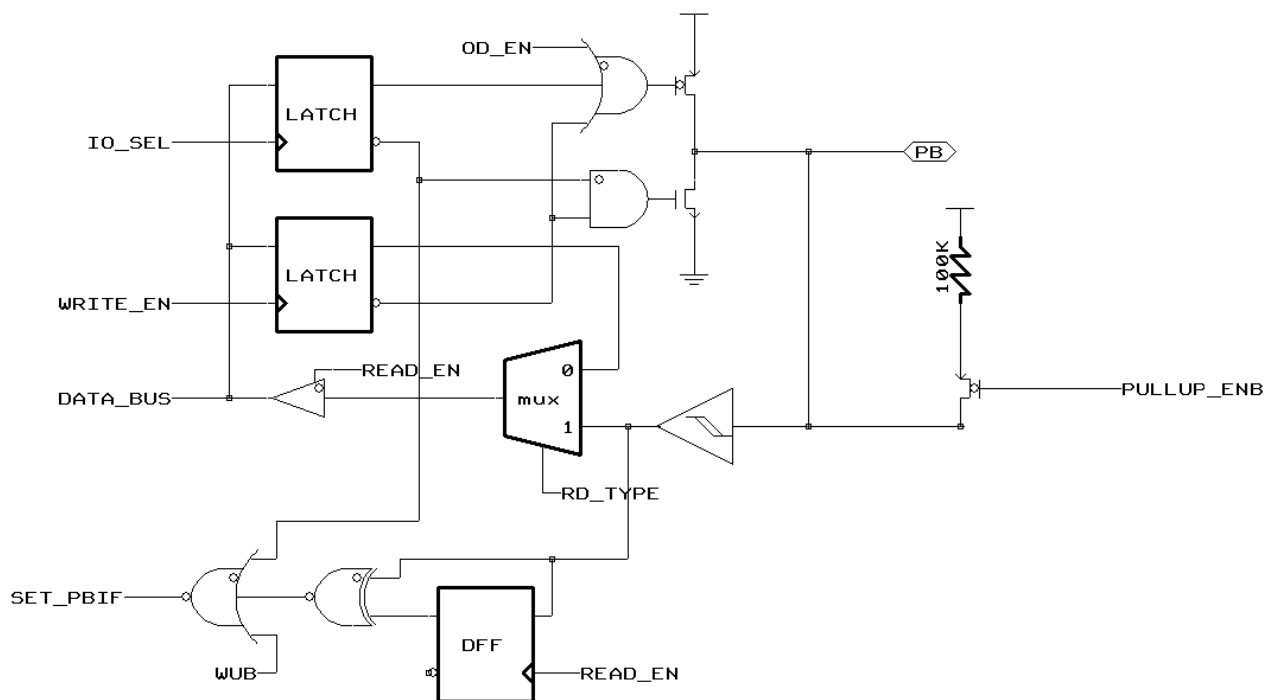 OD_EN
LATCH
IO_SEL
PB
LATCH
100K
WRITE_EN
READ_EN
0
DATA_BUS
mux
PULLUP_ENB
1
RD_TYPE
SET_PBIF
DFF
WUB
READ_EN